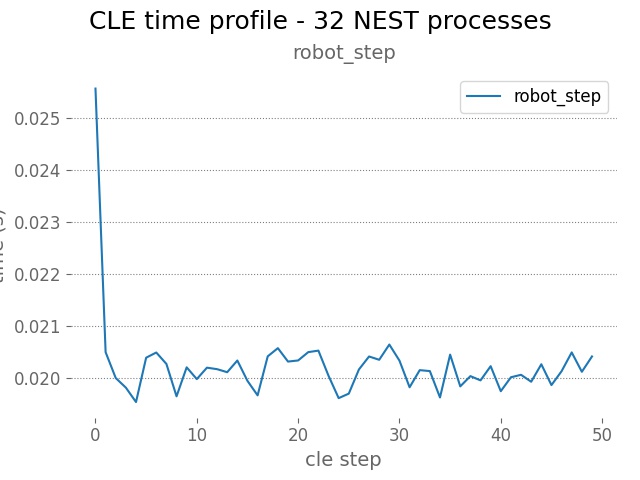 CLE time profile - 32 NEST processes
robot_step
robot_step
0.025
0.024
0.023
0.022
0.021
0.020
time (s)
0 10 20 30 40 50
cle step